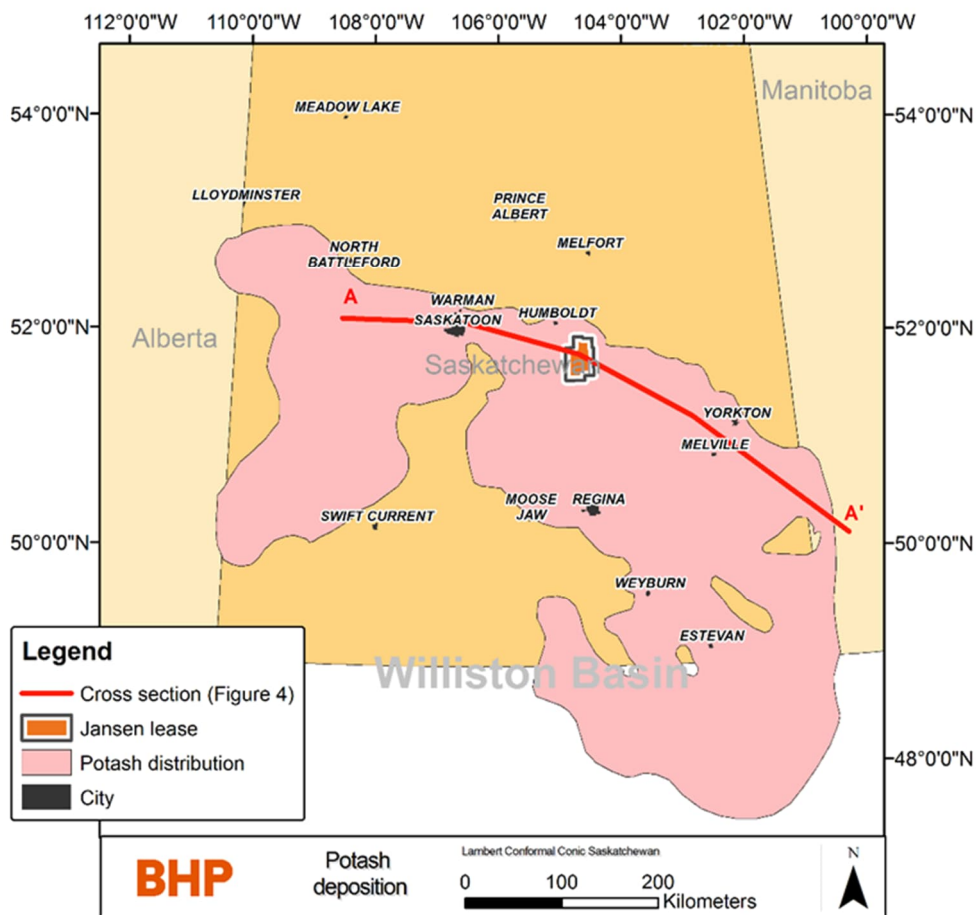 112°0'0"W 110°0'0"W 108°0'0"W 106°0'0"W 104°0'0"W 102°0'0"W 100°0'0"W
Manitoba
54°0'0"N
54°0'0"N
MEADOW LAKE
LLOYDMINSTER
PRINCE
ALBERT
MELFORT
NORTH
BATTLEFORD
A
WARMAN
HUMBOLDT
SASKATOON
52°0'0"N
52°0'0"N
Alberta
Saskatchewan
YORKTON
MELVILLE
MOOSE
JAW
REGINA
SWIFT CURRENT
A'
50°0'0"N
50°0'0"N
WEYBURN
ESTEVAN
Williston Basin
48°0'0"N
Legend
Cross section (Figure 4)
Jansen lease
Potash distribution
City
BHP
Potash
deposition
Lambert Conformal Conic Saskatchewan
0 100 200
Kilometers
N